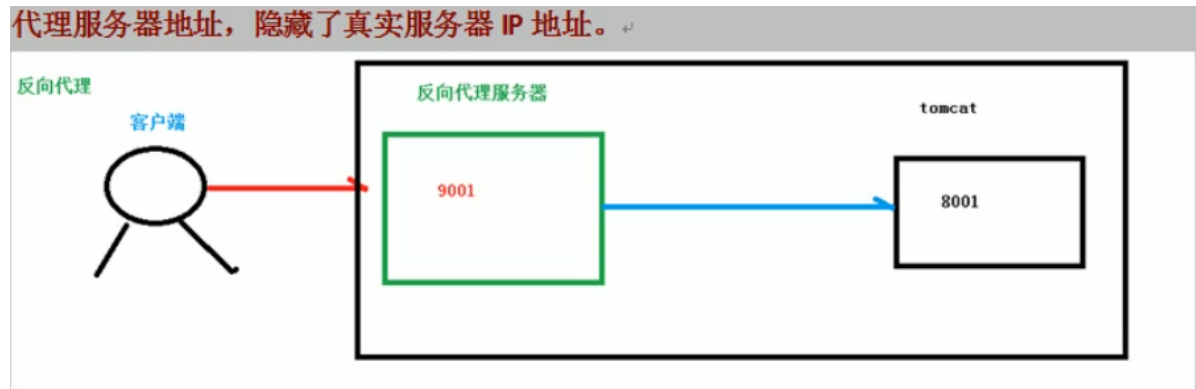 代理服务器地址，隐藏了真实服务器 IP 地址。
反向代理
客户端
反向代理服务器
tomcat
9001
8001